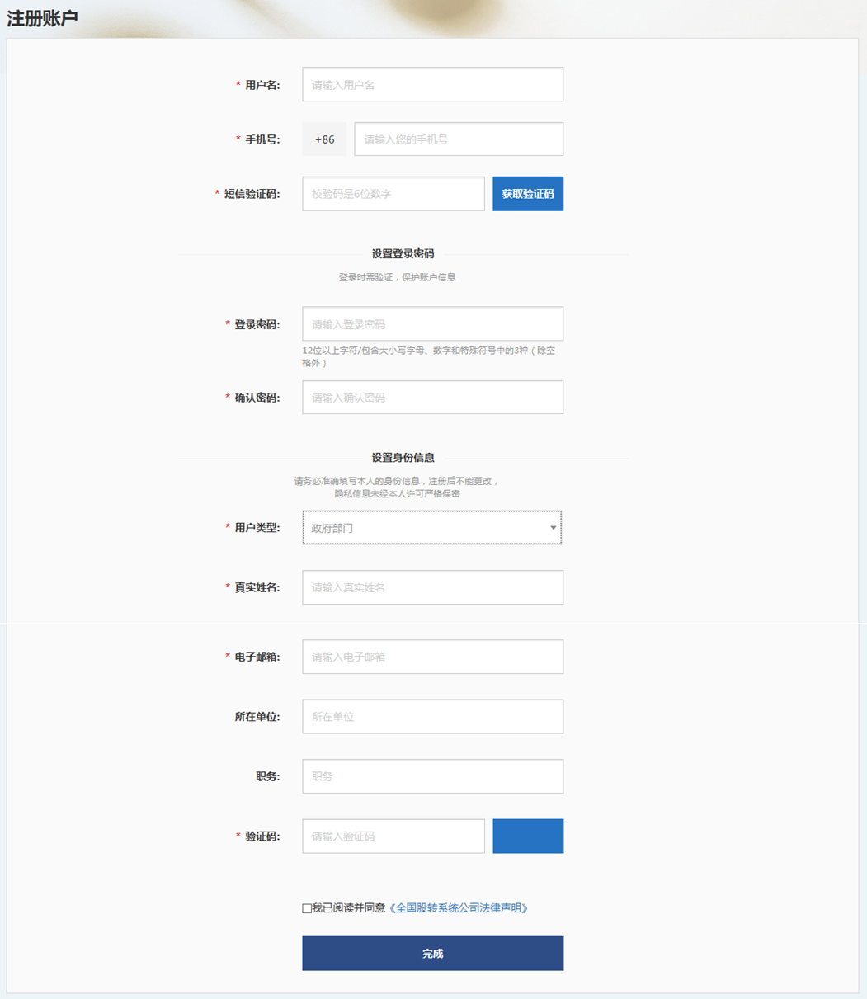 注册账户
* 用户名: 请输入用户名
* 手机号: +86 请输入您的手机号
* 短信验证码: 校验码是6位数字 获取验证码
设置登录密码
登录时需验证，保护账户信息
* 登录密码: 请输入登录密码
12位以上字符/包含大小写字母、数字和特殊符号中的3种（除空
格外）
* 确认密码: 请输入确认密码
设置身份信息
请务必准确填写本人的身份信息，注册后不能更改，
隐私信息未经本人许可严格保密
* 用户类型: 政府部门
* 真实姓名: 请输入真实姓名
* 电子邮箱: 请输入电子邮箱
所在单位: 所在单位
职务: 职务
* 验证码: 请输入验证码
我已阅读并同意《全国股转系统公司法律声明》
完成